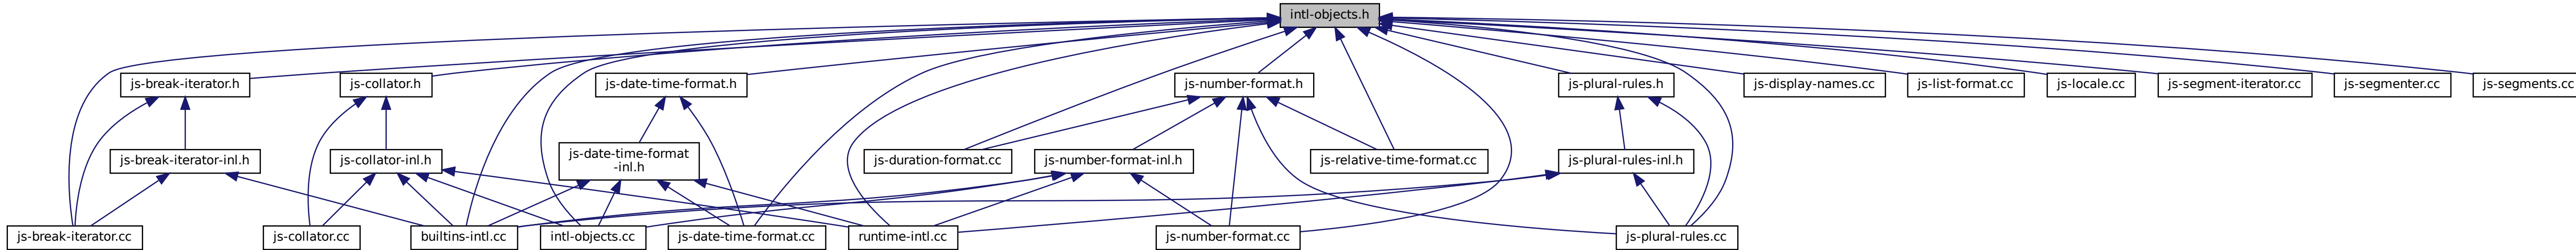 intl-objects.h
js-break-iterator.h
js-collator.h
js-date-time-format.h
js-number-format.h
js-plural-rules.h
js-display-names.cc
js-list-format.cc
js-locale.cc
js-segment-iterator.cc
js-segmenter.cc
js-segments.cc
js-break-iterator-inl.h
js-collator-inl.h
js-date-time-format
-inl.h
js-duration-format.cc
js-number-format-inl.h
js-relative-time-format.cc
js-plural-rules-inl.h
js-break-iterator.cc
js-collator.cc
builtins-intl.cc
intl-objects.cc
js-date-time-format.cc
runtime-intl.cc
js-number-format.cc
js-plural-rules.cc